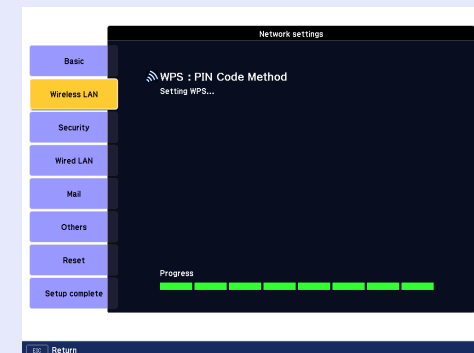 Network settings
Basic
Wireless LAN
Security
Wired LAN
Mail
Others
Reset
Setup complete
WPS : PIN Code Method
Setting WPS...
Progress
ESC Return